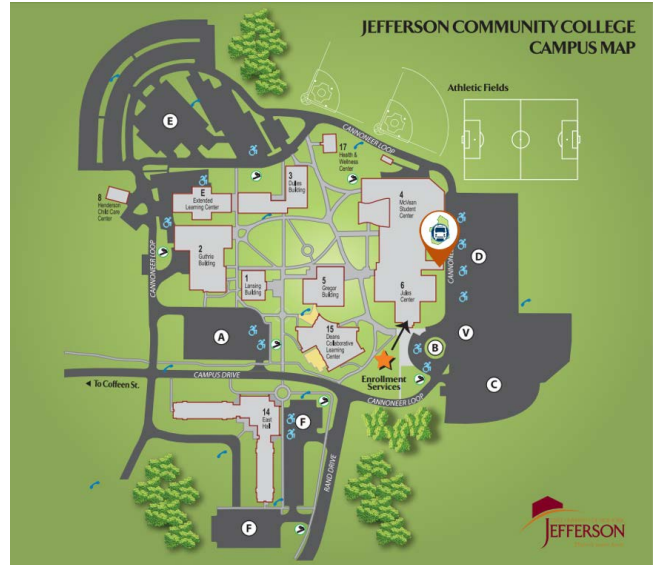 JEFFERSON COMMUNITY COLLEGE
CAMPUS MAP
Athletic Fields
E
CANNONEER LOOP
17
Health &
Wellness
Center
3
Dulles
Building
8
Henderson
Child Care
Center
E
Extended
Learning Center
4
McVean
Student
Center
2
Guthrie
Building
CANNONEER LOOP
1
Lansing
Building
5
Gregor
Building
6
Jules
Center
CANNO
D
A
15
Deans
Collaborative
Learning
Center
V
B
C
Enrollment
Services
CAMPUS DRIVE
To Coffeen St.
CANNONEER LOOP
14
East
Hall
F
RAND DRIVE
F
JEFFERSON